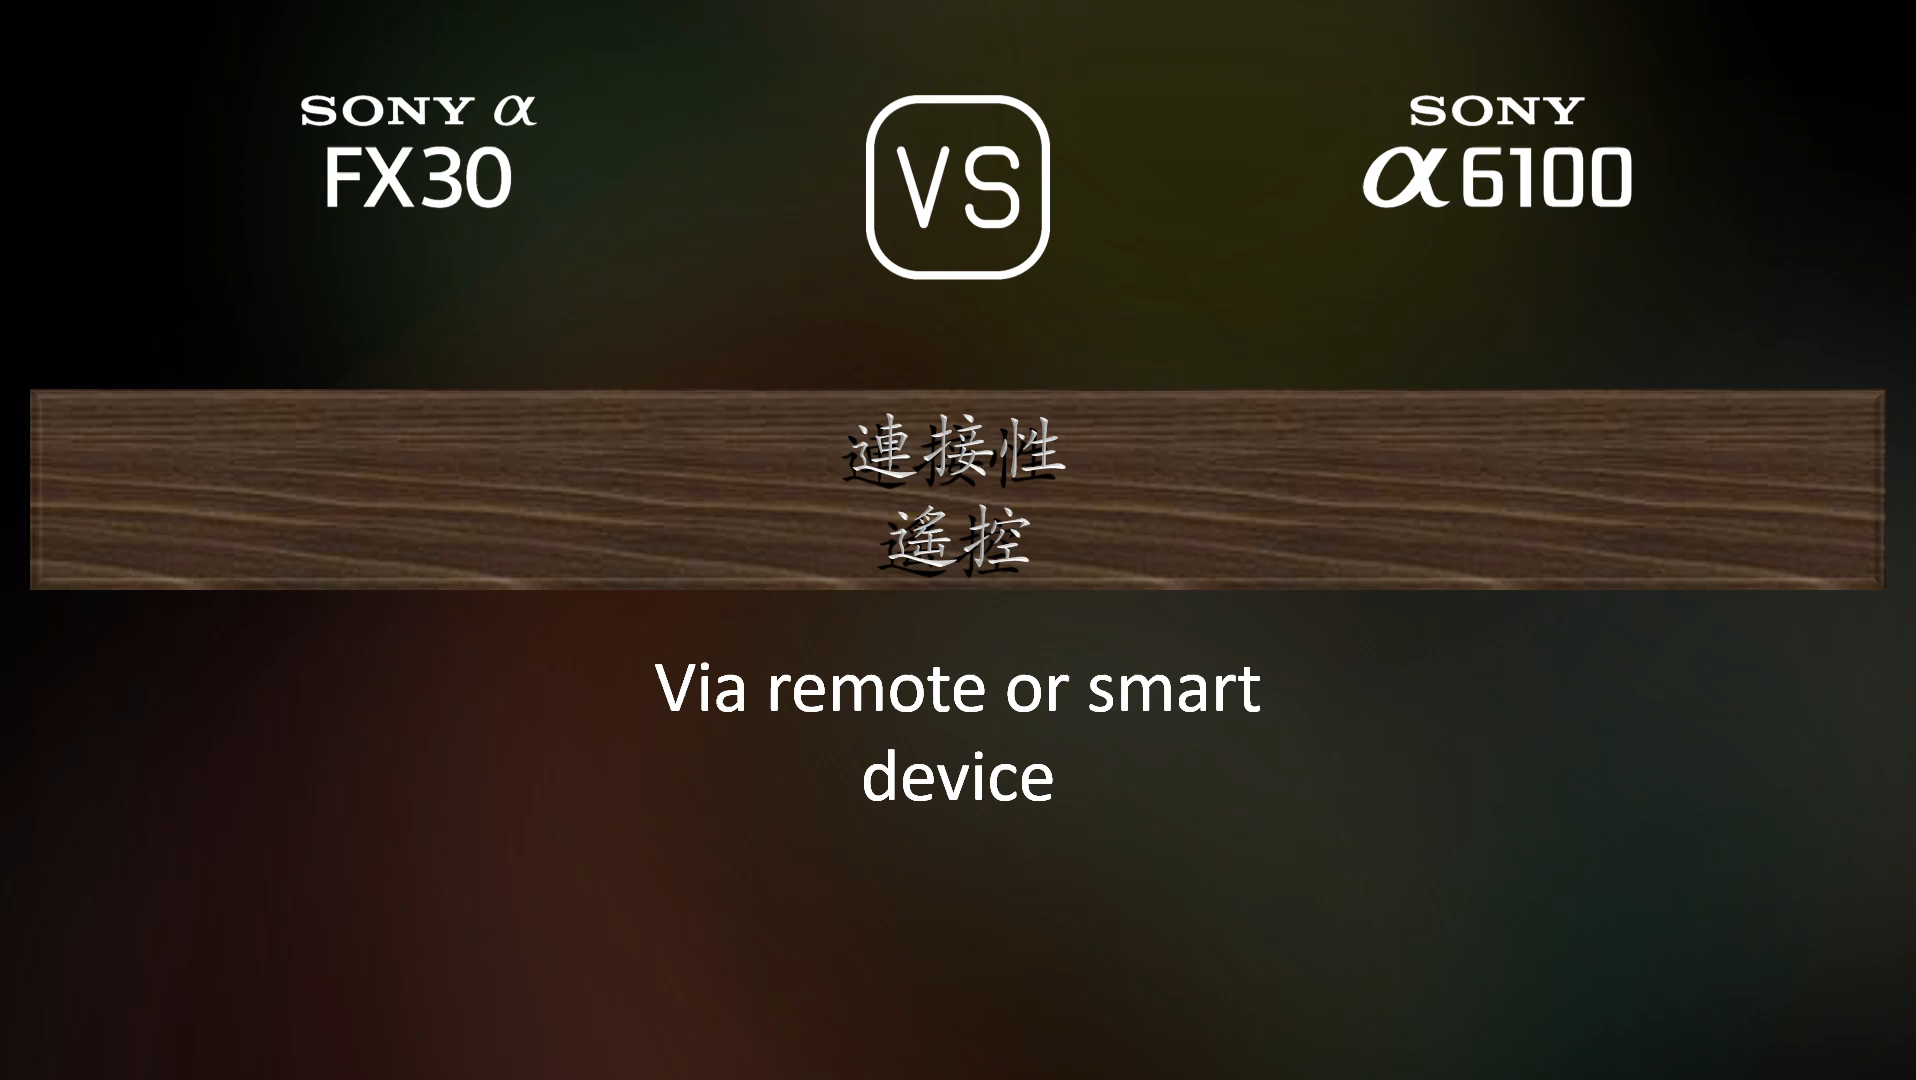 SONY α
FX30
VS
SONY
α6100
連接性
遙控
Via remote or smart
device